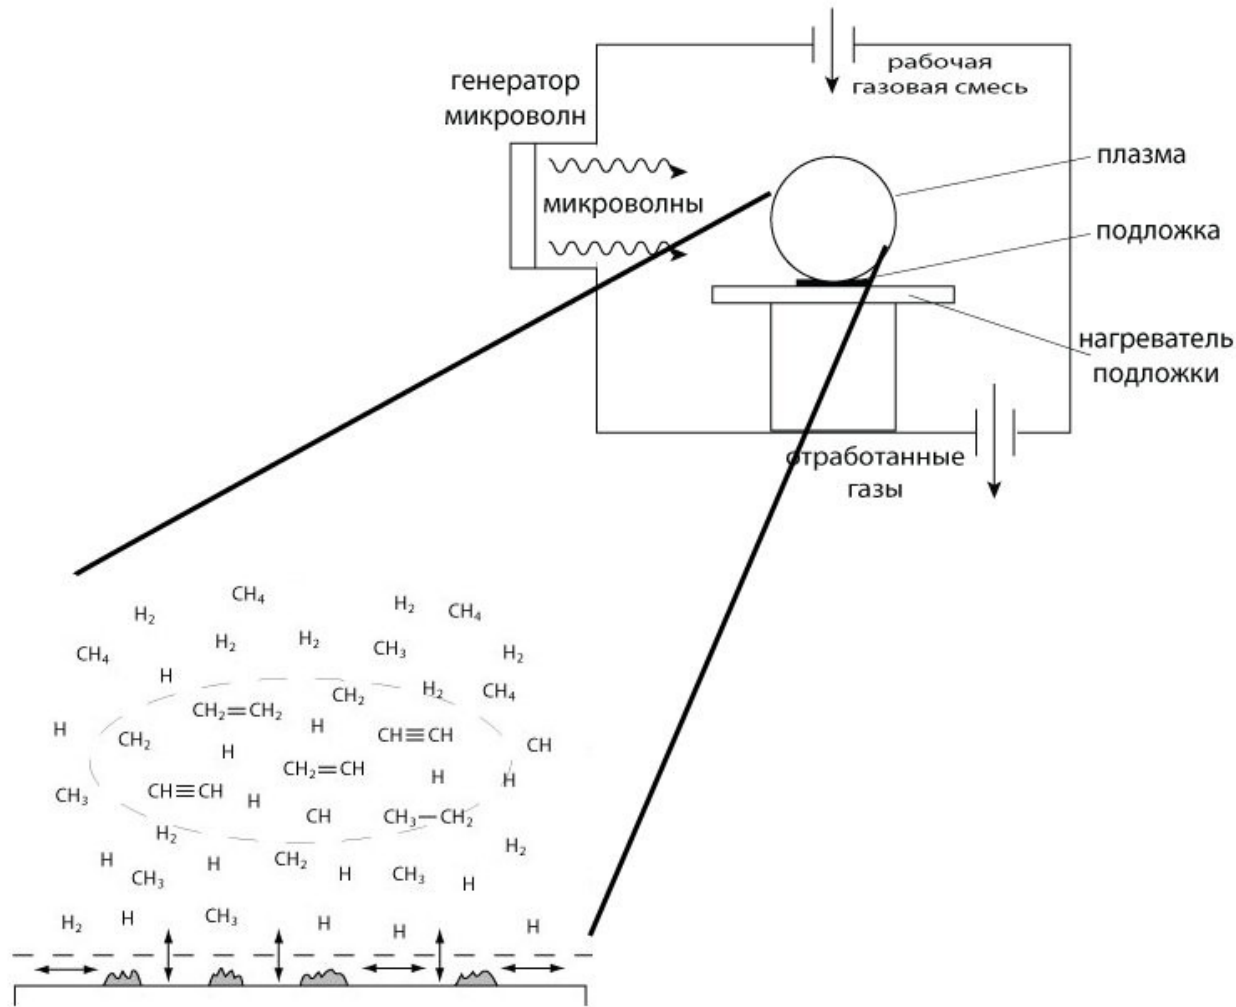 рабочая
газовая смесь
генератор
микроволн
плазма
микроволны
подложка
нагреватель
подложки
отработанные
газы
CH₄
H₂
H₂
CH₄
H₂
H₂
CH₄
CH₃
H₂
H
CH₂
H₂
CH₄
CH₂=CH₂
H
CH₂
H
CH≡CH
CH
H
CH₂=CH
H
H
CH₃
CH≡CH
H
CH
CH₃—CH₂
H₂
H₂
H
CH₃
H
CH₂
H
CH₃
H
H₂
H
CH₃
H
H
H